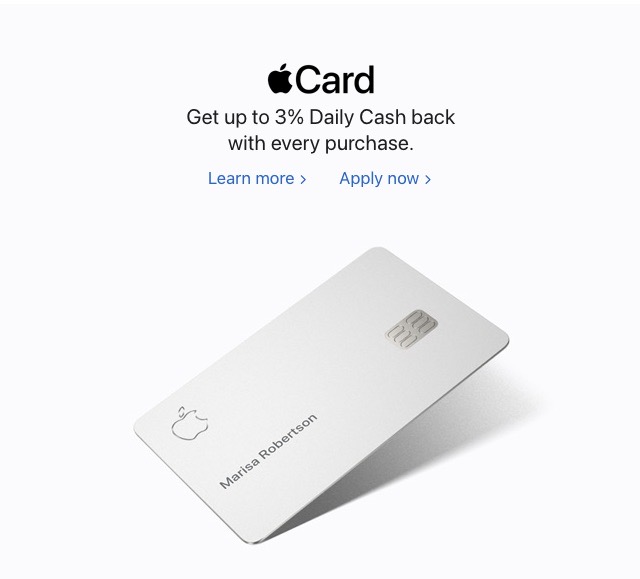 Card
Get up to 3% Daily Cash back
with every purchase.
Learn more >
Apply now >
Marisa Robertson